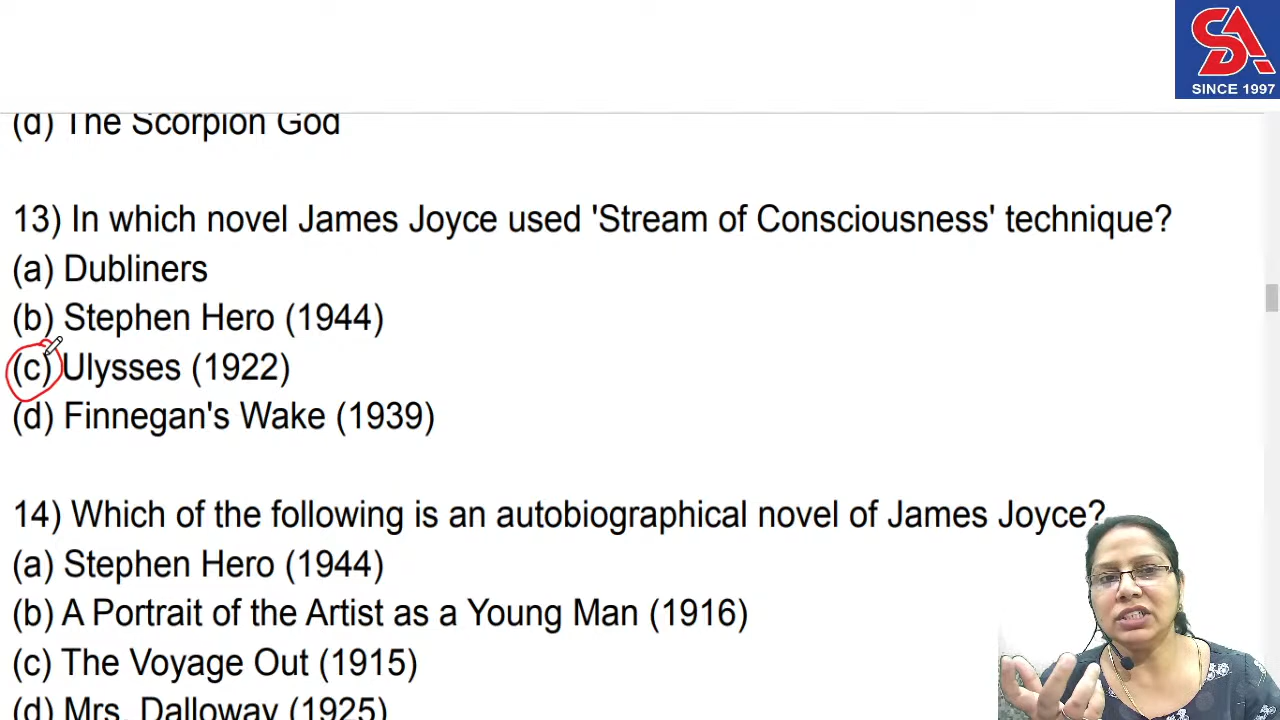 SA
SINCE 1997
(d) The Scorpion God
13) In which novel James Joyce used 'Stream of Consciousness' technique?
(a) Dubliners
(b) Stephen Hero (1944)
(c) Ulysses (1922)
(d) Finnegan's Wake (1939)
14) Which of the following is an autobiographical novel of James Joyce?
(a) Stephen Hero (1944)
(b) A Portrait of the Artist as a Young Man (1916)
(c) The Voyage Out (1915)
(d) Mrs. Dalloway (1925)